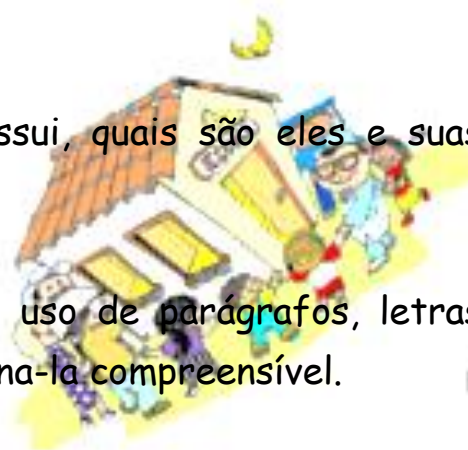 ssui, quais são eles e suas
uso de parágrafos, letras
na-la compreensível.